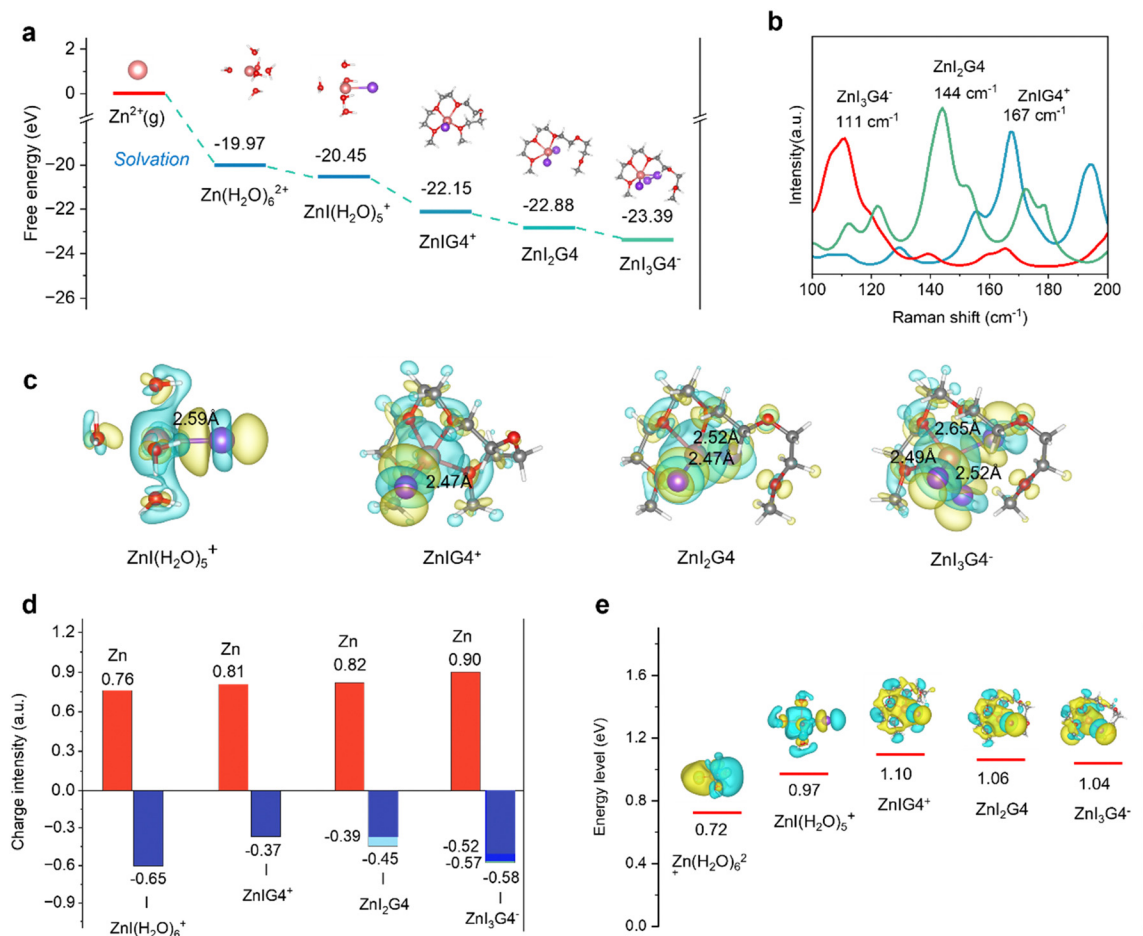 a
2
0
−20
−22
−24
−26
Free energy (eV)
Zn²⁺(g)
Solvation
-19.97
Zn(H₂O)₆²⁺
-20.45
ZnI(H₂O)₅⁺
-22.15
ZnIG4⁺
-22.88
ZnI₂G4
-23.39
ZnI₃G4⁻
b
Intensity(a.u.)
ZnI₃G4⁻
111 cm⁻¹
ZnI₂G4
144 cm⁻¹
ZnIG4⁺
167 cm⁻¹
100 120 140 160 180 200
Raman shift (cm⁻¹)
c
2.59Å
ZnI(H₂O)₅⁺
2.47Å
ZnIG4⁺
2.52Å
2.47Å
ZnI₂G4
2.65Å
2.49Å
2.52Å
ZnI₃G4⁻
d
Charge intensity (a.u.)
1.2
0.9
0.6
0.3
0.0
−0.3
−0.6
−0.9
Zn
0.76
Zn
0.81
Zn
0.82
Zn
0.90
-0.65
ZnI(H₂O)₆⁺
-0.37
ZnIG4⁺
-0.39
-0.45
ZnI₂G4
-0.52
-0.57
-0.58
ZnI₃G4⁻
e
Energy level (eV)
1.6
1.2
0.8
0.4
0.0
0.72
Zn(H₂O)₆²
+
0.97
ZnI(H₂O)₅⁺
1.10
ZnIG4⁺
1.06
ZnI₂G4
1.04
ZnI₃G4⁻